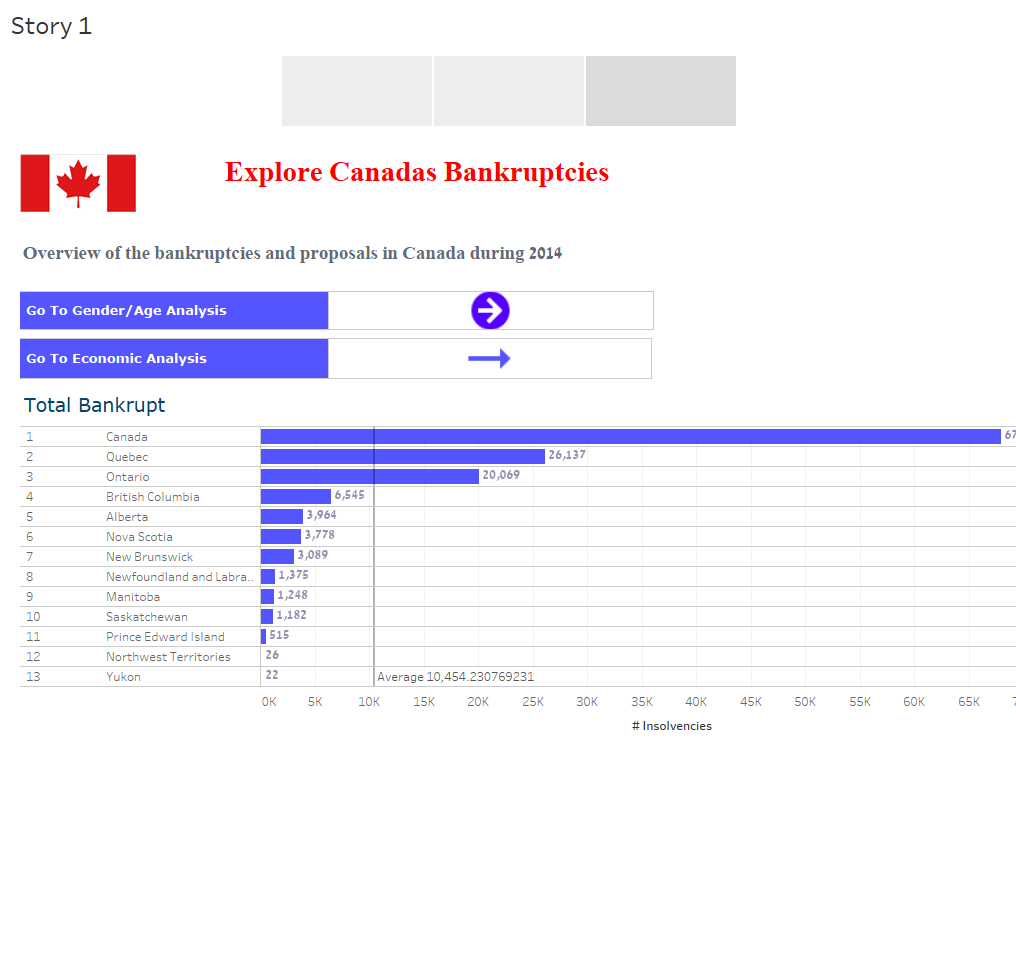 Story 1
Explore Canadas Bankruptcies
Overview of the bankruptcies and proposals in Canada during 2014
Go To Gender/Age Analysis
Go To Economic Analysis
Total Bankrupt
1 Canada 67
2 Quebec 26,137
3 Ontario 20,069
4 British Columbia 6,545
5 Alberta 3,964
6 Nova Scotia 3,778
7 New Brunswick 3,089
8 Newfoundland and Labra.. 1,375
9 Manitoba 1,248
10 Saskatchewan 1,182
11 Prince Edward Island 515
12 Northwest Territories 26
13 Yukon 22 Average 10,454.230769231
0K 5K 10K 15K 20K 25K 30K 35K 40K 45K 50K 55K 60K 65K
# Insolvencies